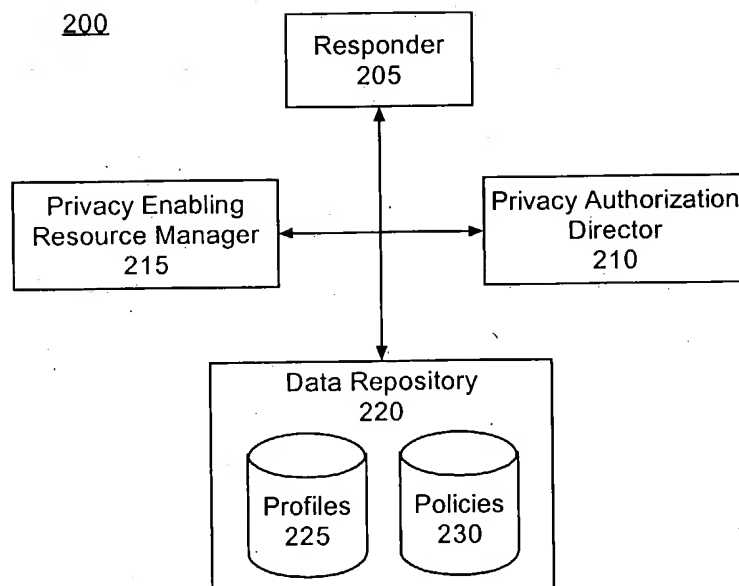 200
Responder
205
Privacy Enabling
Resource Manager
215
Privacy Authorization
Director
210
Data Repository
220
Profiles
225
Policies
230